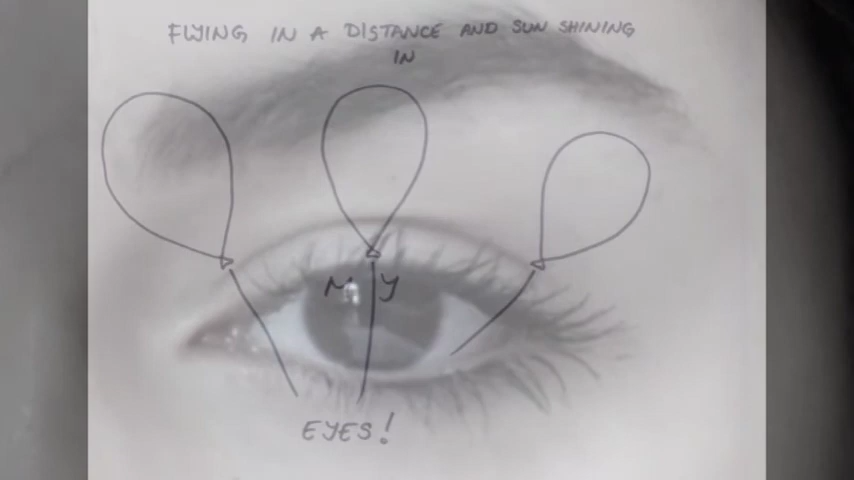 FLYING IN A DISTANCE AND SUN SHINING
IN
MY
EYES!